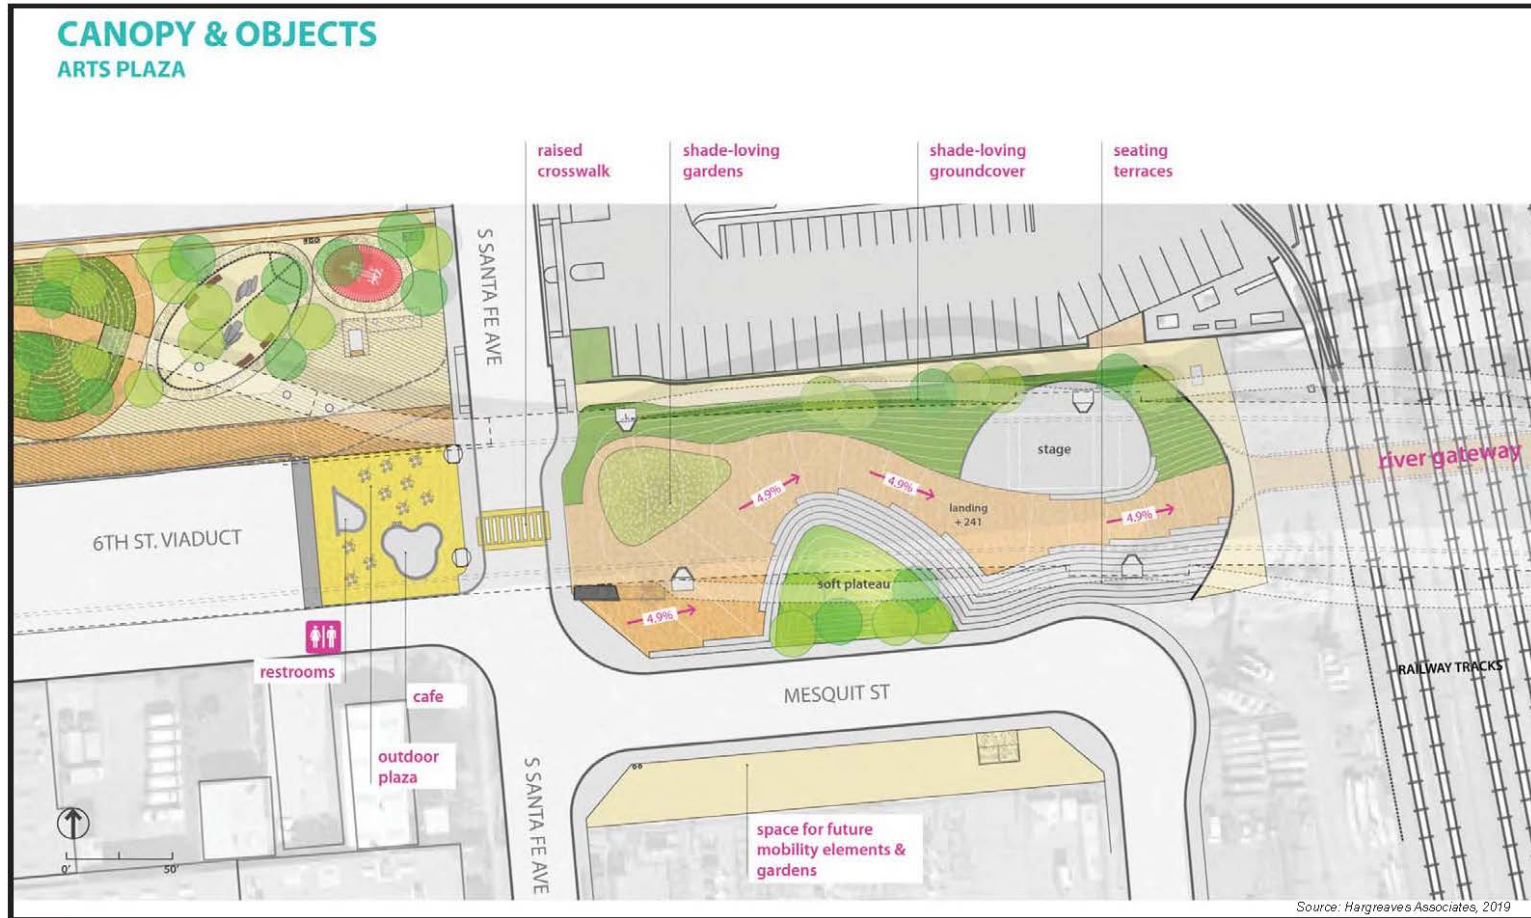 CANOPY & OBJECTS
ARTS PLAZA
raised
crosswalk
shade-loving
gardens
shade-loving
groundcover
seating
terraces
S SANTA FE AVE
stage
river gateway
4.9%
4.9%
landing
+ 241
4.9%
6TH ST. VIADUCT
soft plateau
4.9%
restrooms
RAILWAY TRACKS
cafe
MESQUIT ST
outdoor
plaza
S SANTA FE AVE
space for future
mobility elements &
gardens
0'
50'
Source: Hargreaves Associates, 2019